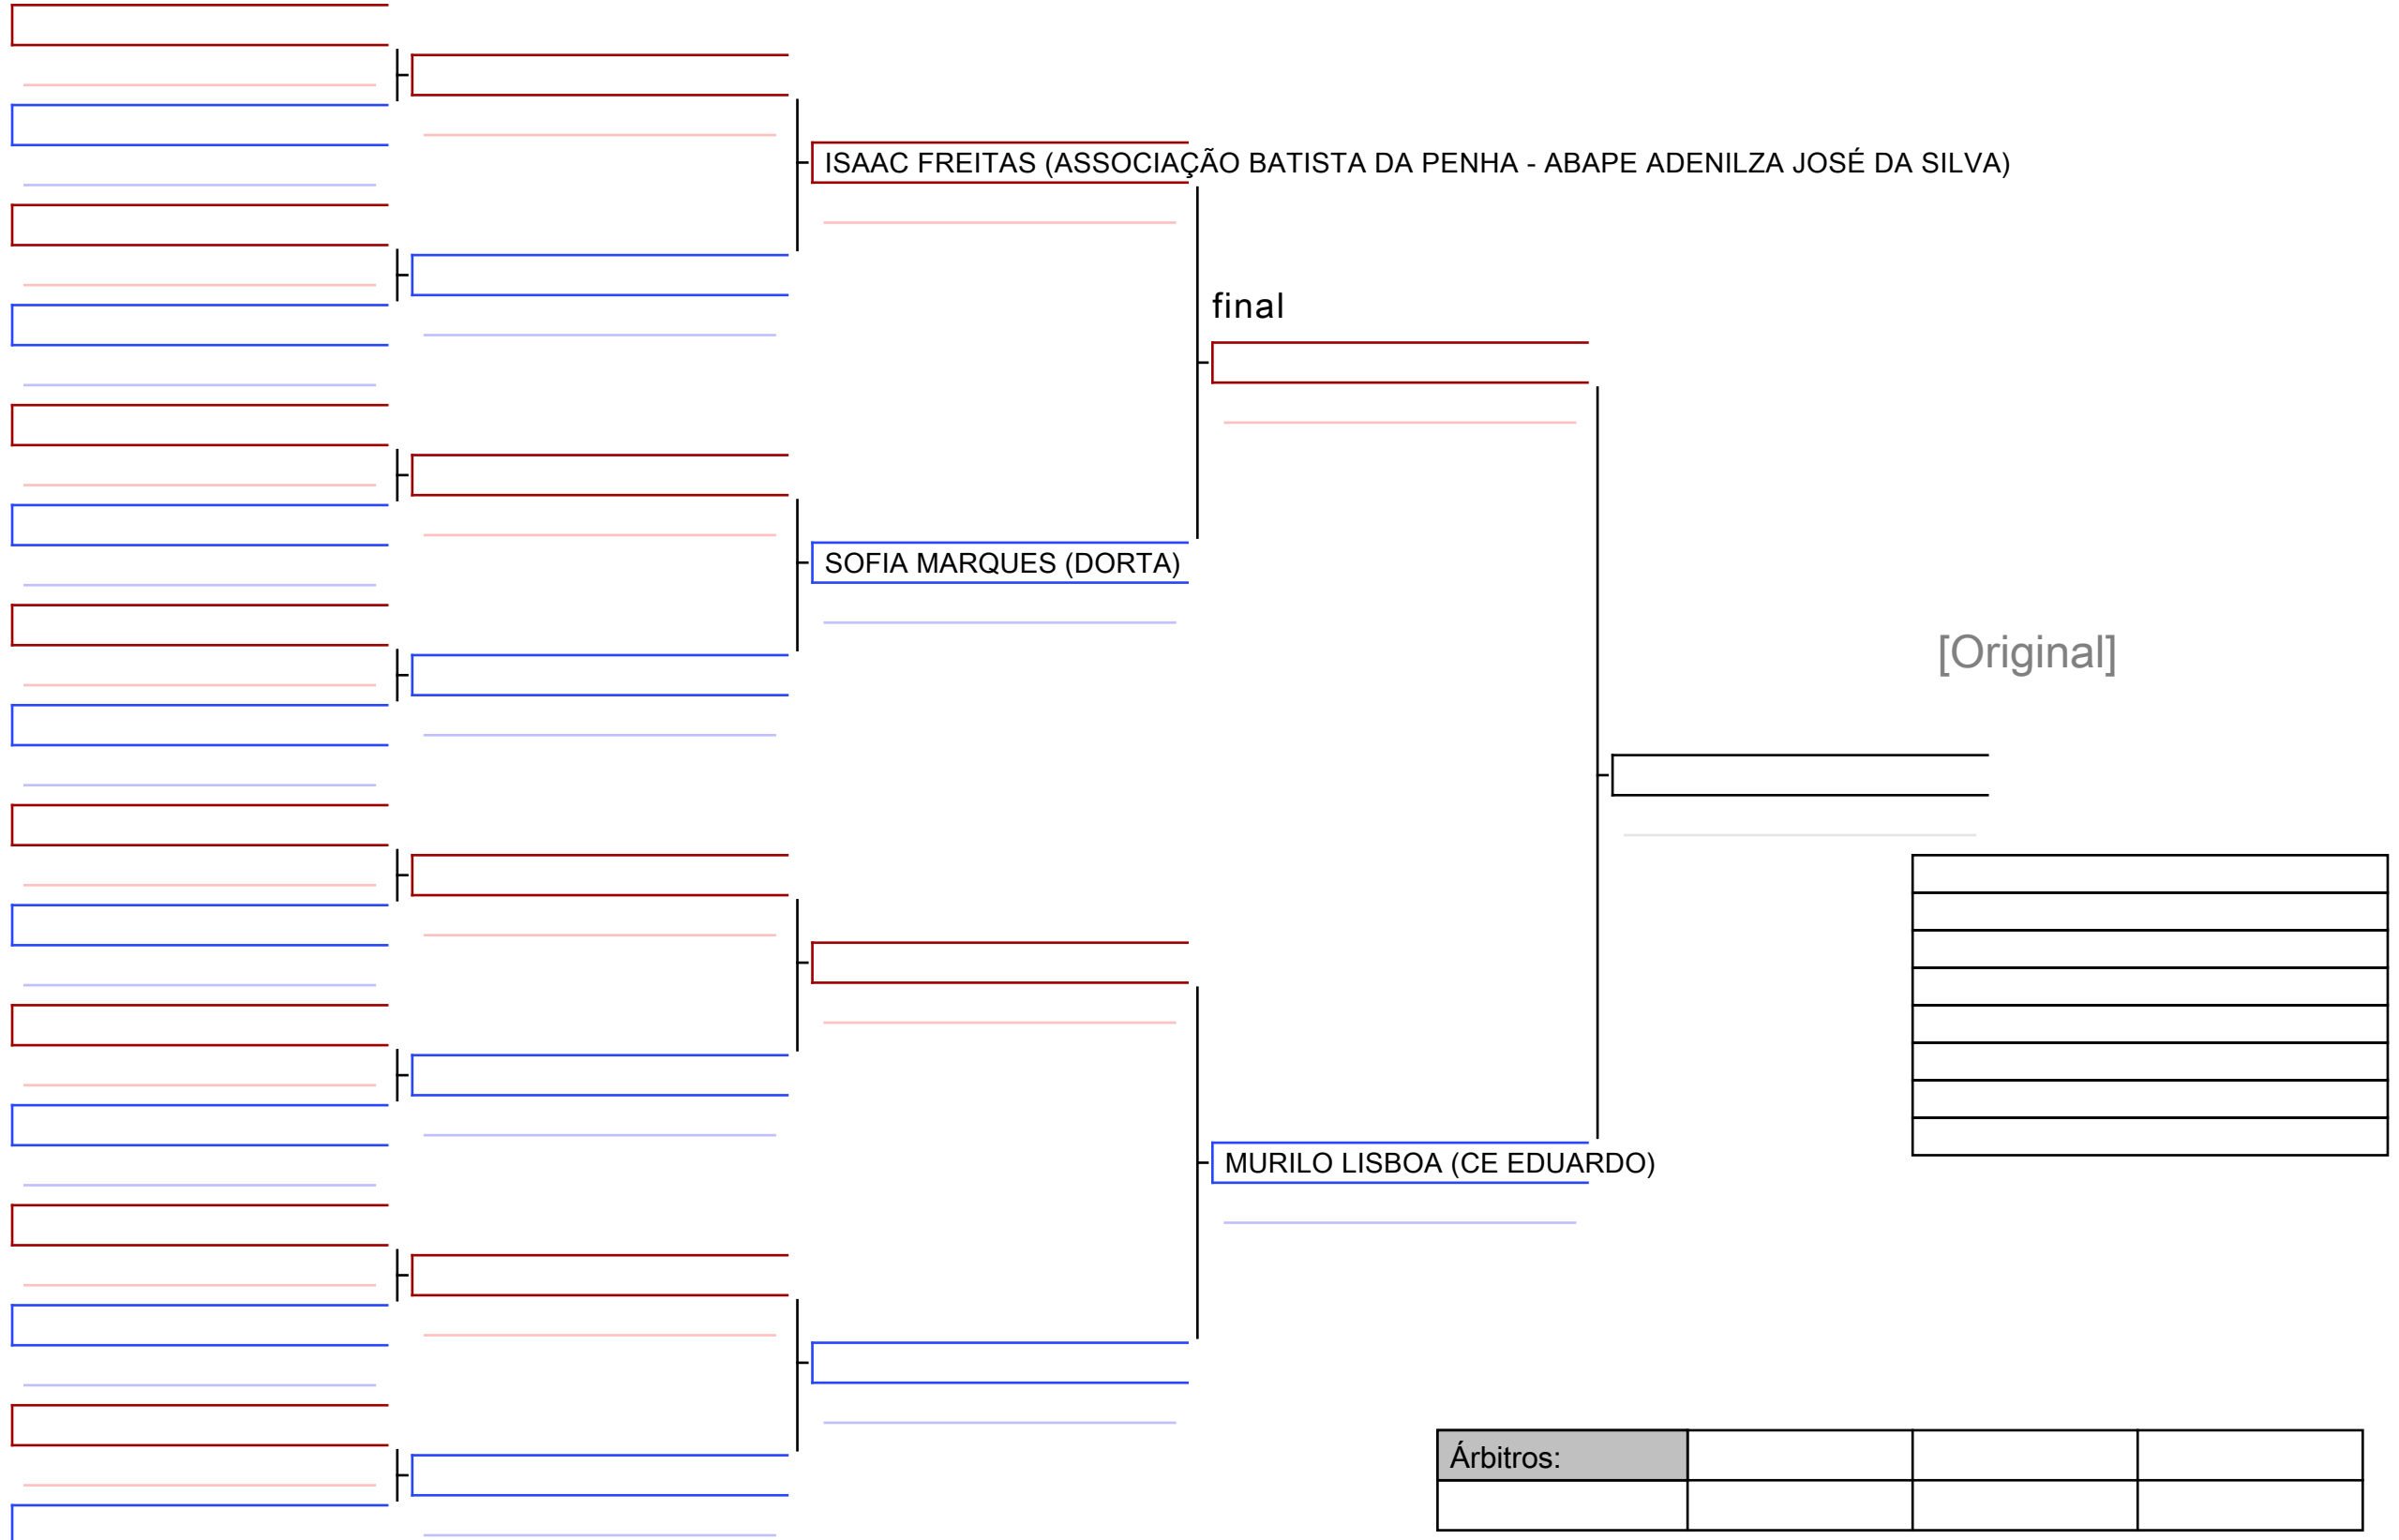 ISAAC FREITAS (ASSOCIAÇÃO BATISTA DA PENHA - ABAPE ADENILZA JOSÉ DA SILVA)
final
SOFIA MARQUES (DORTA)
[Original]
MURILO LISBOA (CE EDUARDO)
Árbitros: